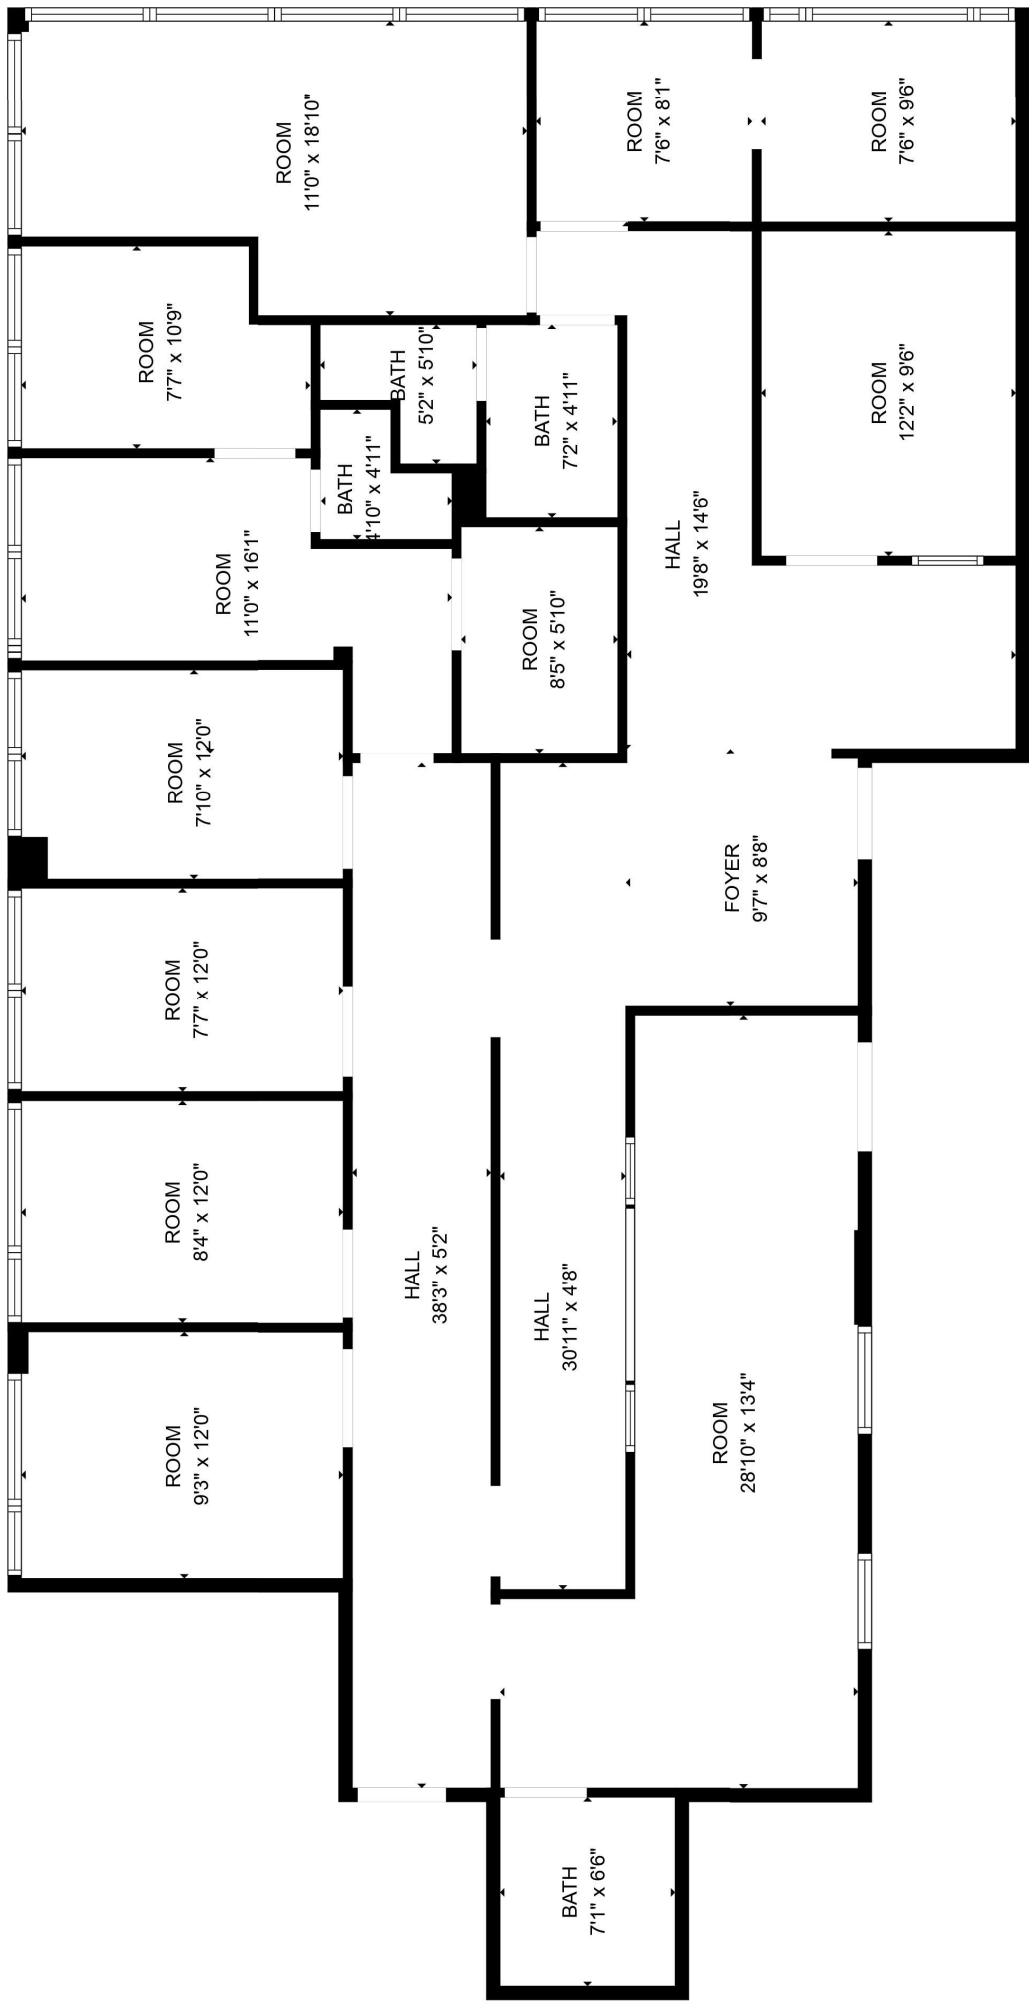 ROOM
11'0" x 18'10"
ROOM
7'6" x 8'1"
ROOM
7'6" x 9'6"
ROOM
7'7" x 10'9"
BATH
5'2" x 5'10"
BATH
7'2" x 4'11"
ROOM
12'2" x 9'6"
BATH
4'10" x 4'11"
HALL
19'8" x 14'6"
ROOM
11'0" x 16'1"
ROOM
8'5" x 5'10"
ROOM
7'10" x 12'0"
FOYER
9'7" x 8'8"
ROOM
7'7" x 12'0"
ROOM
8'4" x 12'0"
HALL
38'3" x 5'2"
HALL
30'11" x 4'8"
ROOM
28'10" x 13'4"
ROOM
9'3" x 12'0"
BATH
7'1" x 6'6"